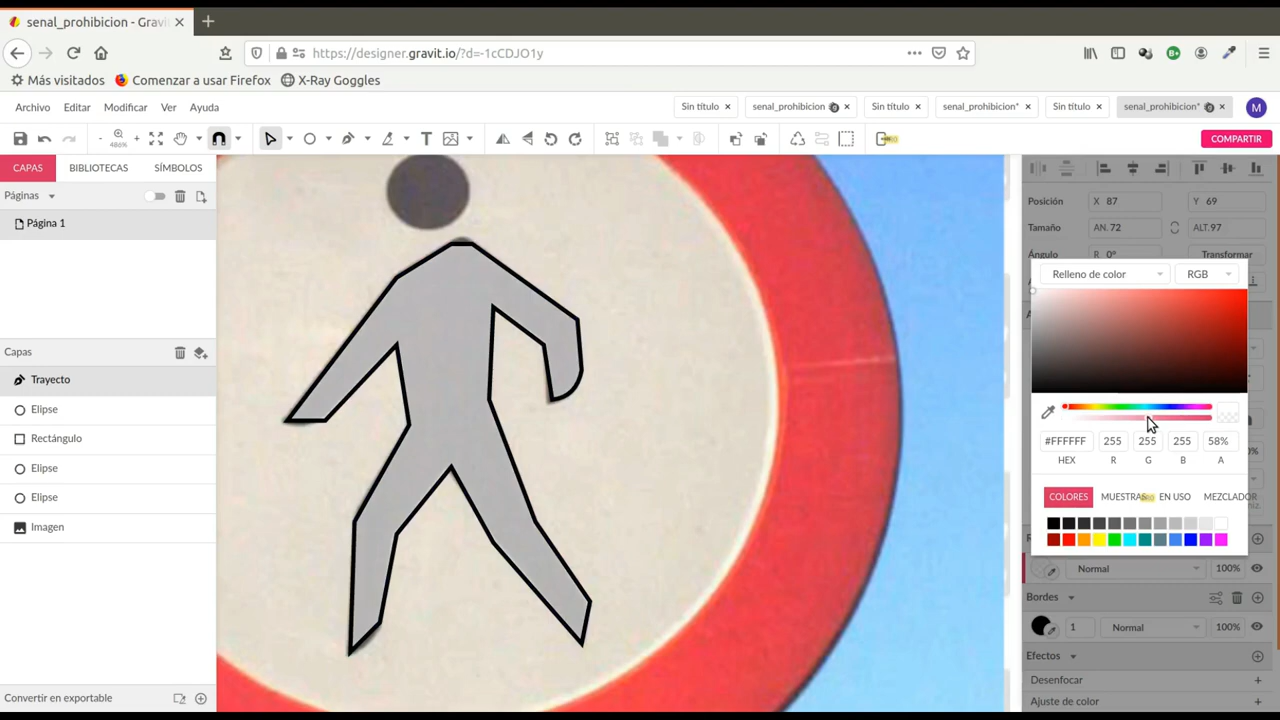 senal_prohibicion - Gravit
https://designer.gravit.io/?d=-1cCDJO1y
Más visitados Comenzar a usar Firefox X-Ray Goggles
Archivo Editar Modificar Ver Ayuda
Sin título senal_prohibicion Sin título senal_prohibicion* Sin título senal_prohibicion* M
486%
COMPARTIR
CAPAS BIBLIOTECAS SÍMBOLOS
Páginas
Página 1
Capas
Trayecto
Elipse
Rectángulo
Elipse
Elipse
Imagen
Convertir en exportable
Posición X 87 Y 69
Tamaño AN. 72 ALT. 97
Ángulo R 0° Transformar
Relleno de color RGB
#FFFFFF 255 255 255 58%
HEX R G B A
COLORES MUESTRAS EN USO MEZCLADOR
Normal 100%
Bordes
1 Normal 100%
Efectos
Desenfocar
Ajuste de color